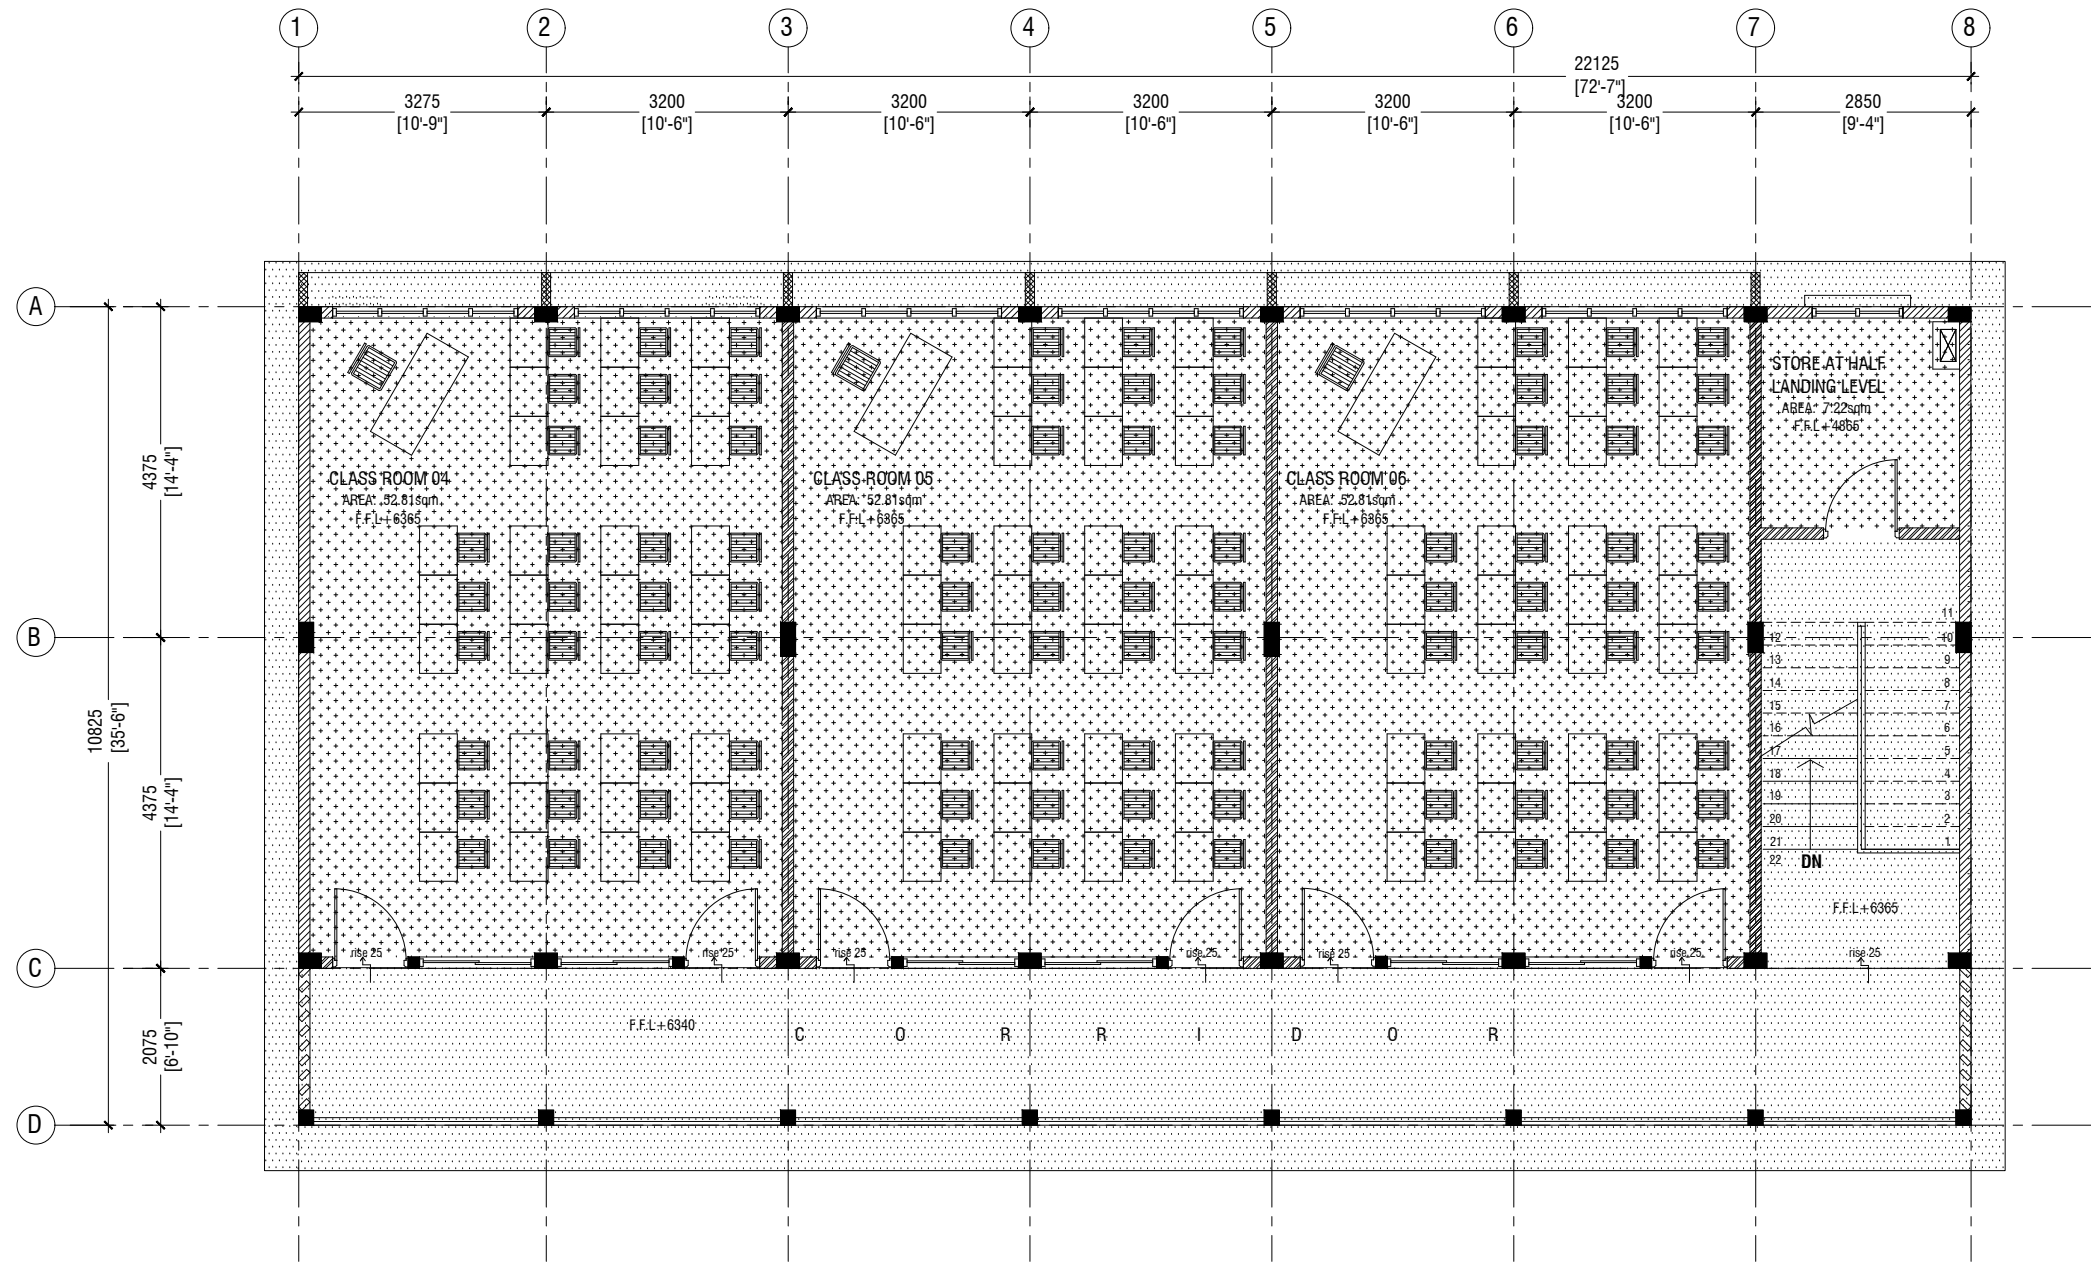 1 2 3 4 5 6 7 8
22125
[72'-7"]
3275 3200 3200 3200 3200 3200 2850
[10'-9"] [10'-6"] [10'-6"] [10'-6"] [10'-6"] [10'-6"] [9'-4"]
A
B
C
D
10825
[35'-6"]
4375
[14'-4"]
4375
[14'-4"]
2075
[6'-10"]
CLASS ROOM 04
AREA: 52.81sqm
F.F.L+6365
CLASS ROOM 05
AREA: 52.81sqm
F.F.L+6365
CLASS ROOM 06
AREA: 52.81sqm
F.F.L+6365
STORE AT HALF
LANDING LEVEL
AREA: 7.22sqm
F.F.L+4865
11
12 10
13 9
14 8
15 7
16 6
17 5
18 4
19 3
20 2
21 1
22 DN
F.F.L+6365
rise 25 rise 25 rise 25 rise 25 rise 25 rise 25 rise 25
F.F.L+6340
C O R R I D O R